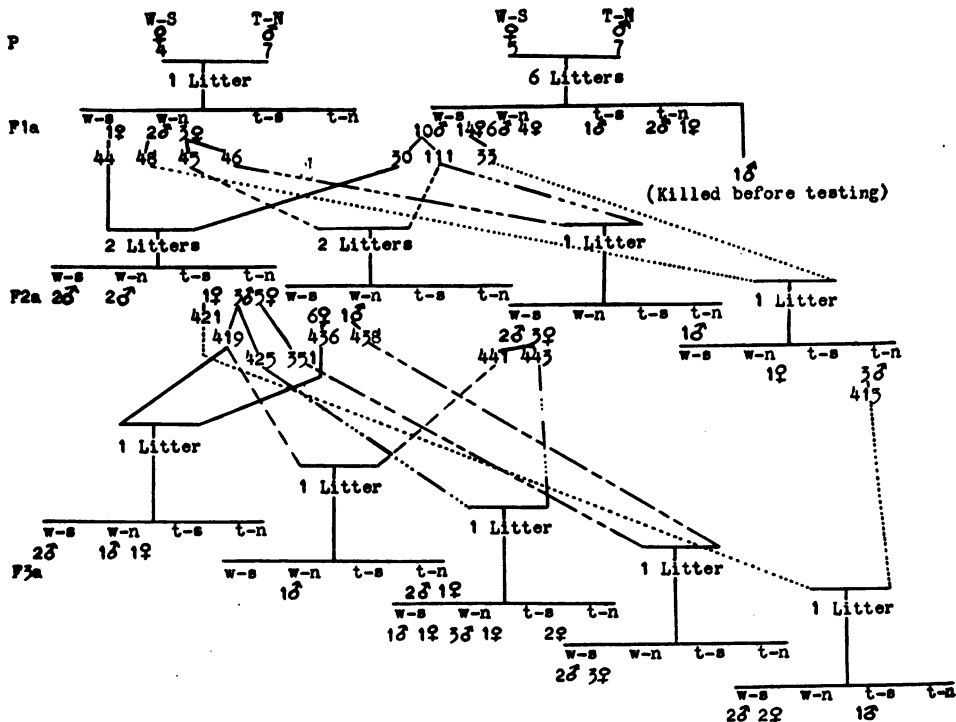 W-S T-N W-S T-N
P ♀ ♂ ♀ ♂
4 7 5 7
1 Litter 6 Litters
w-s w-n t-s t-n w-s w-n t-s t-n
F1a 1♀ 2♂ 3♀ 10♂ 14♀ 6♂ 4♀ 1♂ 2♂ 1♀
44 48 45 46 30 111 33 1♂
(Killed before testing)
2 Litters 2 Litters 1 Litter
w-s w-n t-s t-n
2♂ 2♂ 1♀ 3♂ 5♀
F2a w-s w-n t-s t-n 1 Litter
6♀ 1♂ w-s w-n t-s t-n
421 436 438 2♂ 3♀ 1♂
419 425 351 441 443 w-s w-n t-s t-n
1♀ 3♂
415
1 Litter
1 Litter
1 Litter
w-s w-n t-s t-n
2♂ 1♂ 1♀
1 Litter
F3a w-s w-n t-s t-n
1♂ 2♂ 1♀
1 Litter
w-s w-n t-s t-n
1♂ 1♀ 3♂ 1♀ 2♀
w-s w-n t-s t-n
2♂ 3♀
w-s w-n t-s t-n
2♂ 2♀ 1♂